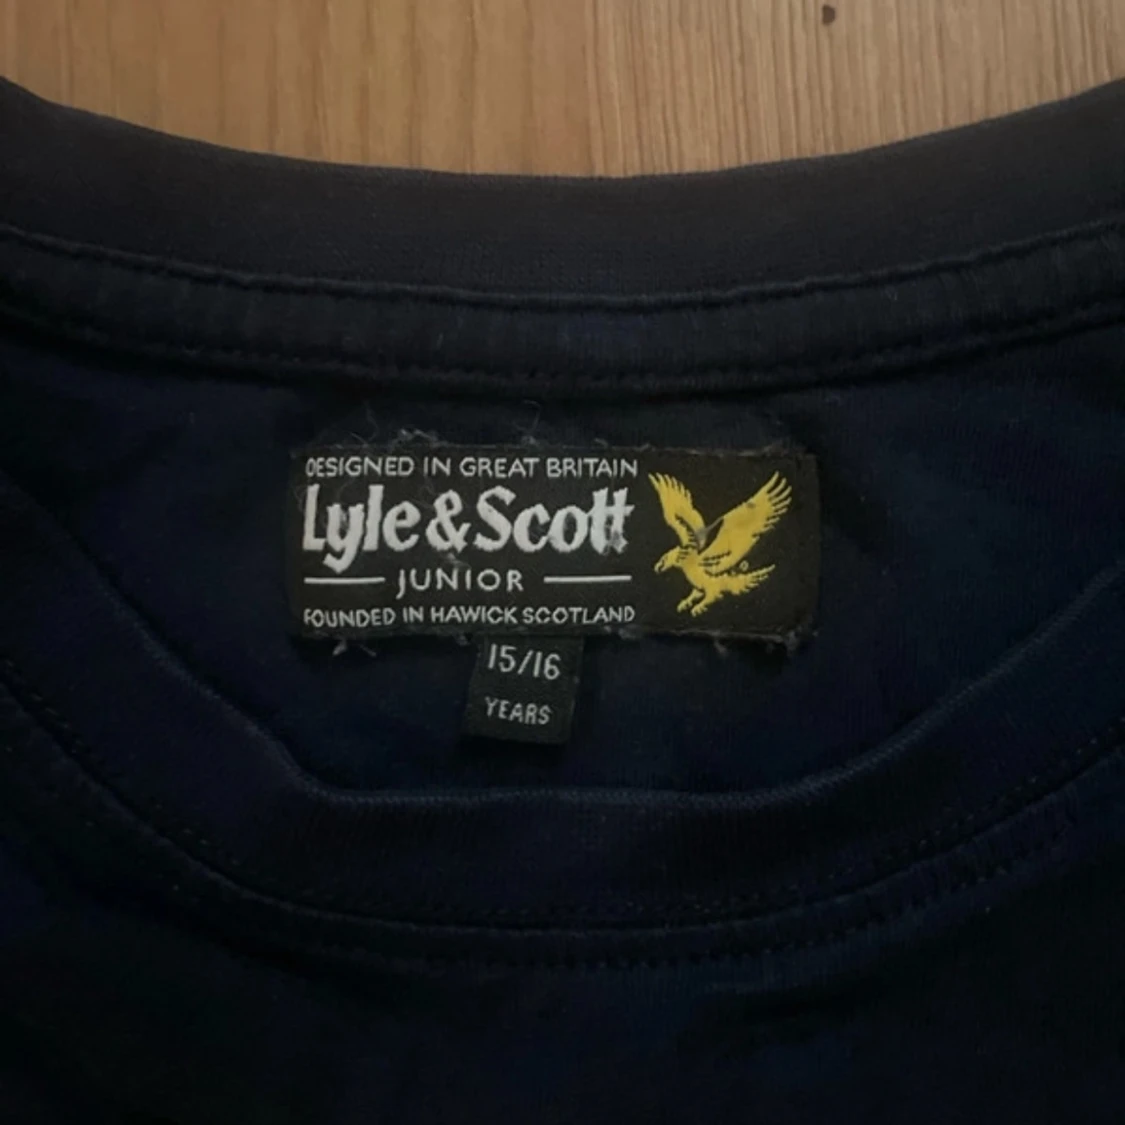 DESIGNED IN GREAT BRITAIN
Lyle & Scott
JUNIOR
FOUNDED IN HAWICK SCOTLAND
15/16
YEARS